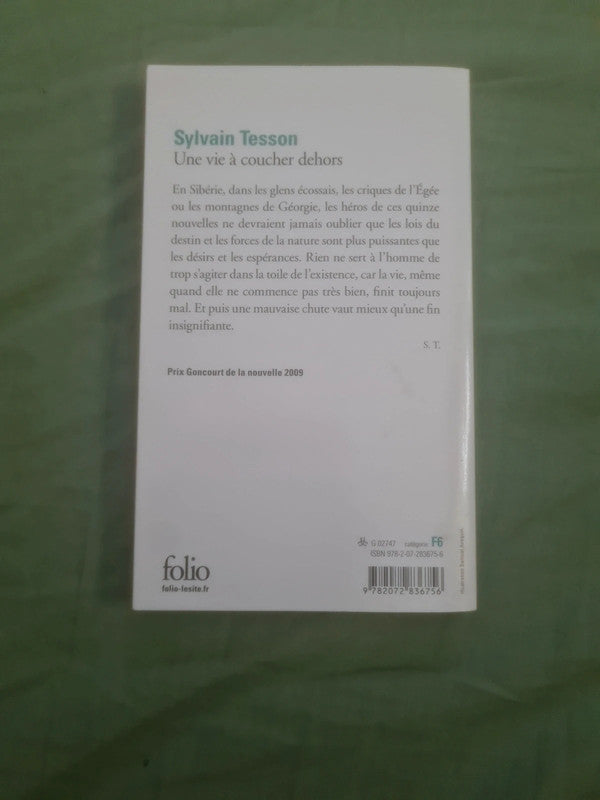 Sylvain Tesson
Une vie à coucher dehors
En Sibérie, dans les glens écossais, les criques de l'Égée
ou les montagnes de Géorgie, les héros de ces quinze
nouvelles ne devraient jamais oublier que les lois du
destin et les forces de la nature sont plus puissantes que
les désirs et les espérances. Rien ne sert à l'homme de
trop s'agiter dans la toile de l'existence, car la vie, même
quand elle ne commence pas très bien, finit toujours
mal. Et puis une mauvaise chute vaut mieux qu'une fin
insignifiante.
S. T.
Prix Goncourt de la nouvelle 2009
G 02747 catégorie F6
ISBN 978-2-07-283675-6
folio
folio-lesite.fr
9 782072 836756